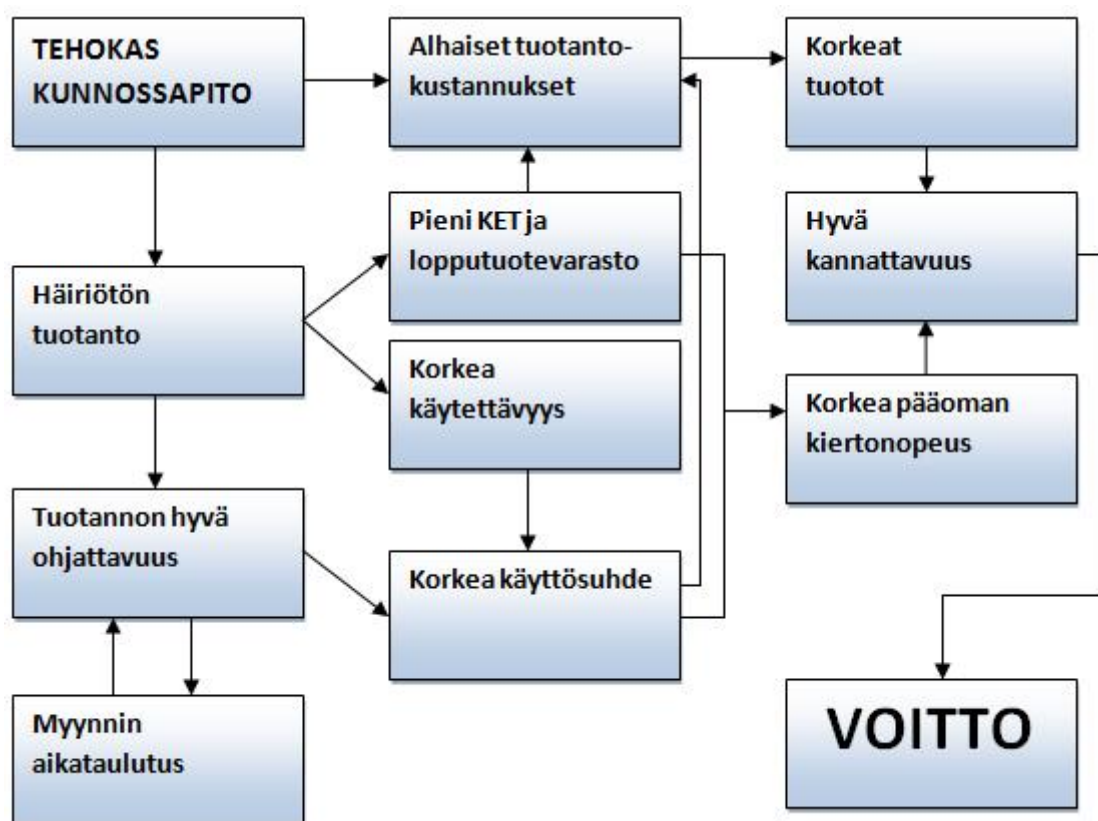 TEHOKAS
KUNNOSSAPITO
Alhaiset tuotanto-
kustannukset
Korkeat
tuotot
Pieni KET ja
lopputuotevarasto
Hyvä
kannattavuus
Häiriötön
tuotanto
Korkea
käytettävyys
Korkea pääoman
kiertonopeus
Tuotannon hyvä
ohjattavuus
Korkea käyttösuhde
Myynnin
aikataulutus
VOITTO